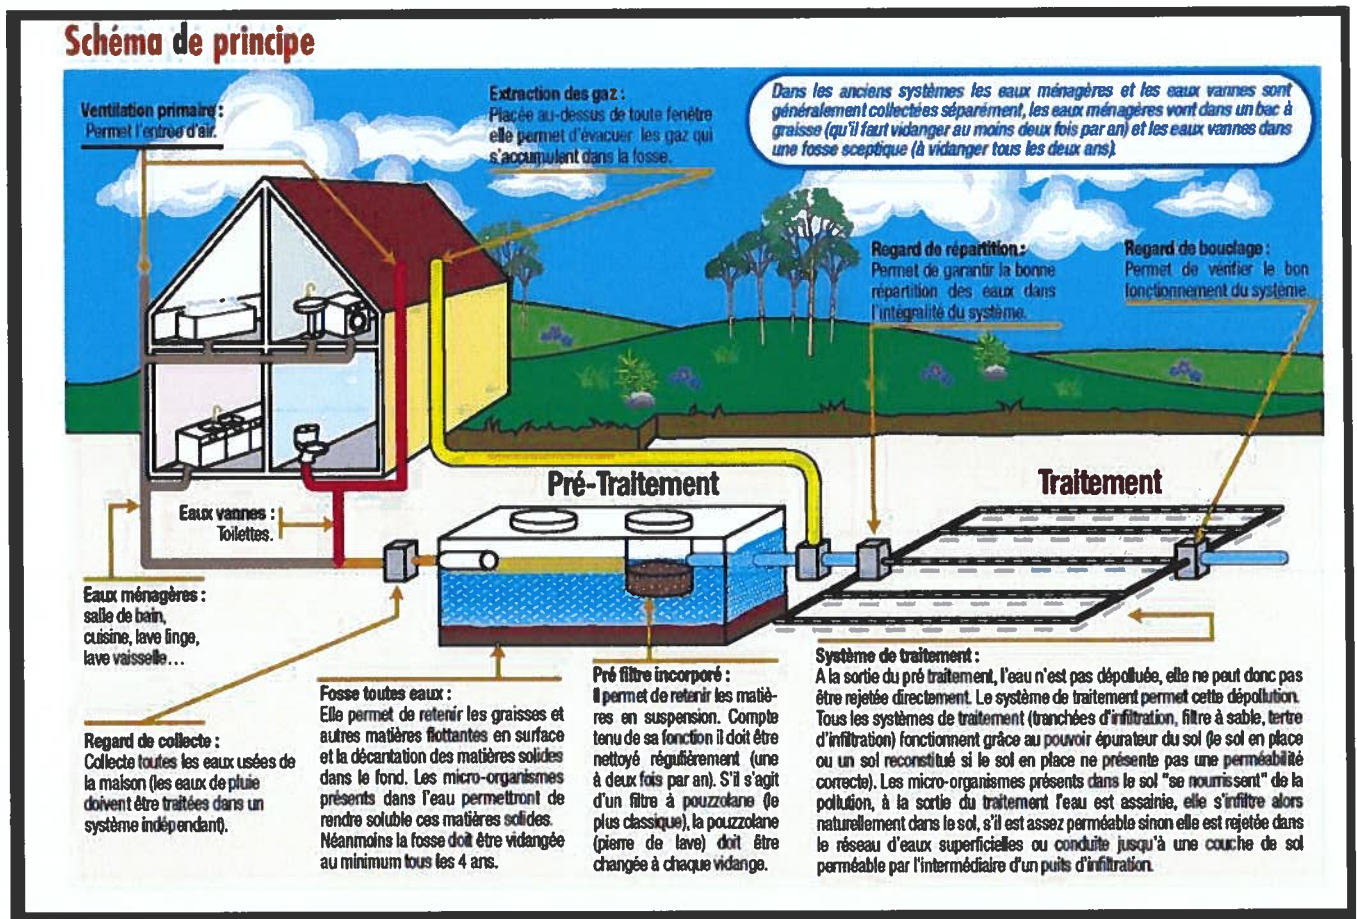 Schéma de principe
Ventilation primaire :
Permet l'entrée d'air.
Extraction des gaz :
Placée au-dessus de toute fenêtre
elle permet d'évacuer les gaz qui
s'accumulent dans la fosse.
Dans les anciens systèmes les eaux ménagères et les eaux vannes sont
généralement collectées séparément, les eaux ménagères vont dans un bac à
graisse (qu'il faut vidanger au moins deux fois par an) et les eaux vannes dans
une fosse sceptique (à vidanger tous les deux ans).
Regard de répartition :
Permet de garantir la bonne
répartition des eaux dans
l'intégralité du système.
Regard de bouclage :
Permet de vérifier le bon
fonctionnement du système.
Pré-Traitement
Traitement
Eaux vannes :
Toilettes.
Eaux ménagères :
salle de bain,
cuisine, lave linge,
lave vaisselle...
Regard de collecte :
Collecte toutes les eaux usées de
la maison (les eaux de pluie
doivent être traitées dans un
système indépendant).
Fosse toutes eaux :
Elle permet de retenir les graisses et
autres matières flottantes en surface
et la décantation des matières solides
dans le fond. Les micro-organismes
présents dans l'eau permettront de
rendre soluble ces matières solides.
Néanmoins la fosse doit être vidangée
au minimum tous les 4 ans.
Pré filtre incorporé :
Il permet de retenir les matiè-
res en suspension. Compte
tenu de sa fonction il doit être
nettoyé régulièrement (une
à deux fois par an). S'il s'agit
d'un filtre à pouzzolane (le
plus classique), la pouzzolane
(pierre de lave) doit être
changée à chaque vidange.
Système de traitement :
A la sortie du pré traitement, l'eau n'est pas dépolluée, elle ne peut donc pas
être rejetée directement. Le système de traitement permet cette dépollution.
Tous les systèmes de traitement (tranchées d'infiltration, filtre à sable, tertre
d'infiltration) fonctionnent grâce au pouvoir épurateur du sol (le sol en place
ou un sol reconstitué si le sol en place ne présente pas une perméabilité
correcte). Les micro-organismes présents dans le sol "se nourrissent" de la
pollution, à la sortie du traitement l'eau est assainie, elle s'infiltre alors
naturellement dans le sol, s'il est assez perméable sinon elle est rejetée dans
le réseau d'eaux superficielles ou conduite jusqu'à une couche de sol
perméable par l'intermédiaire d'un puits d'infiltration.